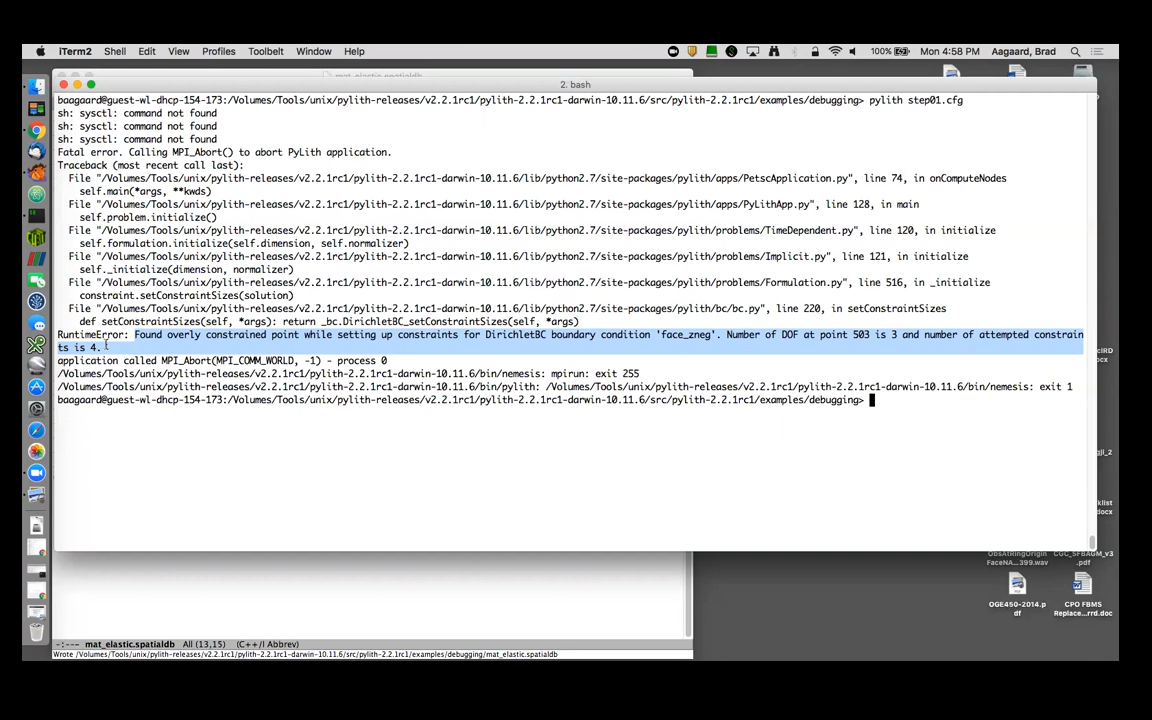 iTerm2 Shell Edit View Profiles Toolbelt Window Help 100% Mon 4:58 PM Aagaard, Brad
mat_elastic.spatialdb
2. bash
baagaard@guest-wl-dhcp-154-173:/Volumes/Tools/unix/pylith-releases/v2.2.1rc1/pylith-2.2.1rc1-darwin-10.11.6/src/pylith-2.2.1rc1/examples/debugging> pylith step01.cfg
sh: sysctl: command not found
sh: sysctl: command not found
sh: sysctl: command not found
Fatal error. Calling MPI_Abort() to abort PyLith application.
Traceback (most recent call last):
File "/Volumes/Tools/unix/pylith-releases/v2.2.1rc1/pylith-2.2.1rc1-darwin-10.11.6/lib/python2.7/site-packages/pylith/apps/PetscApplication.py", line 74, in onComputeNodes
self.main(*args, **kwds)
File "/Volumes/Tools/unix/pylith-releases/v2.2.1rc1/pylith-2.2.1rc1-darwin-10.11.6/lib/python2.7/site-packages/pylith/apps/PyLithApp.py", line 128, in main
self.problem.initialize()
File "/Volumes/Tools/unix/pylith-releases/v2.2.1rc1/pylith-2.2.1rc1-darwin-10.11.6/lib/python2.7/site-packages/pylith/problems/TimeDependent.py", line 120, in initialize
self.formulation.initialize(self.dimension, self.normalizer)
File "/Volumes/Tools/unix/pylith-releases/v2.2.1rc1/pylith-2.2.1rc1-darwin-10.11.6/lib/python2.7/site-packages/pylith/problems/Implicit.py", line 121, in initialize
self._initialize(dimension, normalizer)
File "/Volumes/Tools/unix/pylith-releases/v2.2.1rc1/pylith-2.2.1rc1-darwin-10.11.6/lib/python2.7/site-packages/pylith/problems/Formulation.py", line 516, in _initialize
constraint.setConstraintSizes(solution)
File "/Volumes/Tools/unix/pylith-releases/v2.2.1rc1/pylith-2.2.1rc1-darwin-10.11.6/lib/python2.7/site-packages/pylith/bc/bc.py", line 220, in setConstraintSizes
def setConstraintSizes(self, *args): return _bc.DirichletBC_setConstraintSizes(self, *args)
RuntimeError: Found overly constrained point while setting up constraints for DirichletBC boundary condition 'face_zneg'. Number of DOF at point 503 is 3 and number of attempted constrain
ts is 4.
application called MPI_Abort(MPI_COMM_WORLD, -1) - process 0
/Volumes/Tools/unix/pylith-releases/v2.2.1rc1/pylith-2.2.1rc1-darwin-10.11.6/bin/nemesis: mpirun: exit 255
/Volumes/Tools/unix/pylith-releases/v2.2.1rc1/pylith-2.2.1rc1-darwin-10.11.6/bin/pylith: /Volumes/Tools/unix/pylith-releases/v2.2.1rc1/pylith-2.2.1rc1-darwin-10.11.6/bin/nemesis: exit 1
baagaard@guest-wl-dhcp-154-173:/Volumes/Tools/unix/pylith-releases/v2.2.1rc1/pylith-2.2.1rc1-darwin-10.11.6/src/pylith-2.2.1rc1/examples/debugging>
ObsAtRingOrigin
FaceNA...399.wav
CGC_SFBAGM_v3
.pdf
OGE450-2014.p
df
CPO FBMS
Replace...rrd.doc
-:--- mat_elastic.spatialdb All (13,15) (C++/l Abbrev)
Wrote /Volumes/Tools/unix/pylith-releases/v2.2.1rc1/pylith-2.2.1rc1-darwin-10.11.6/src/pylith-2.2.1rc1/examples/debugging/mat_elastic.spatialdb